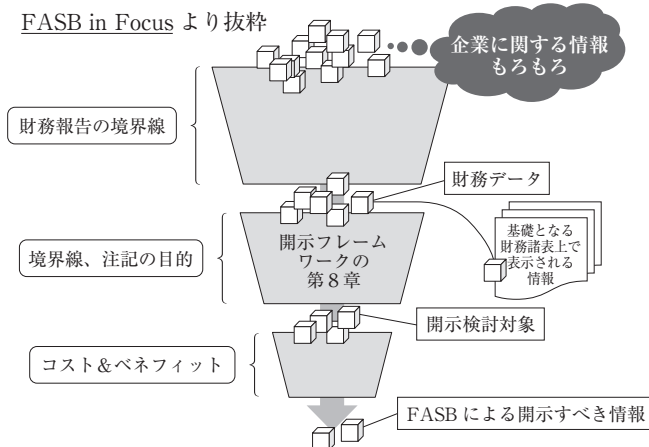 FASB in Focus より抜粋
企業に関する情報
もろもろ
財務報告の境界線
財務データ
境界線、注記の目的
開示フレーム
ワークの
第8章
基礎となる
財務諸表上で
表示される
情報
開示検討対象
コスト&ベネフィット
FASB による開示すべき情報